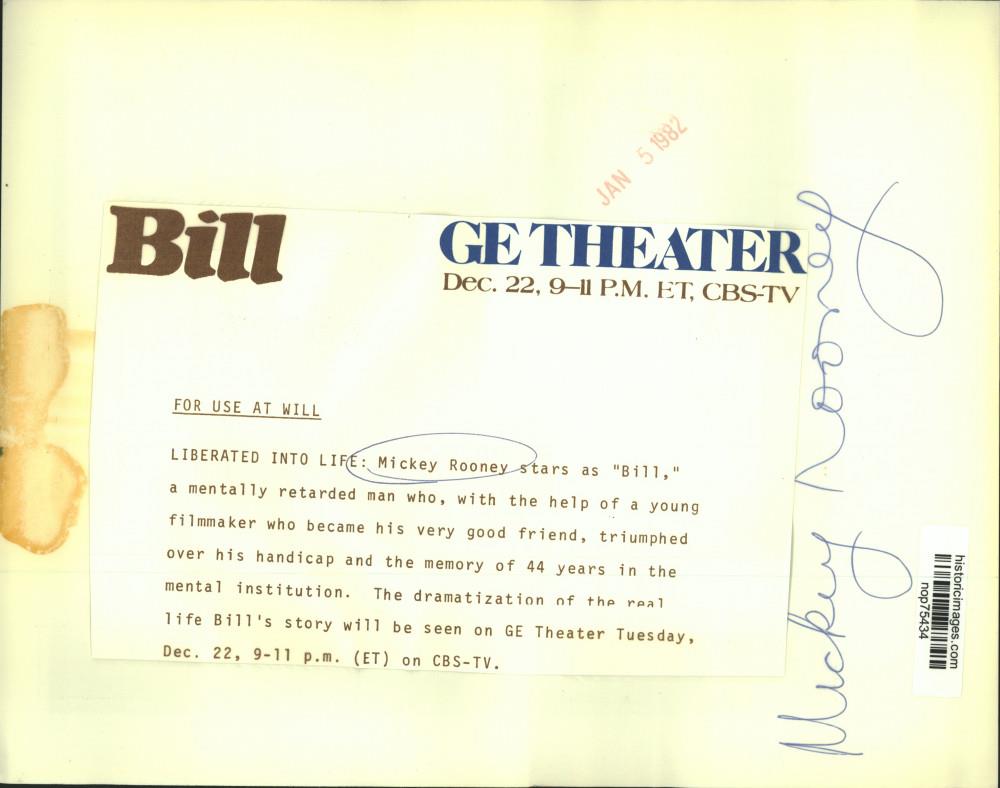 JAN 5 1982
Bill
GE THEATER
Dec. 22, 9–11 P.M. ET, CBS-TV
FOR USE AT WILL
LIBERATED INTO LIFE: Mickey Rooney stars as "Bill,"
a mentally retarded man who, with the help of a young
filmmaker who became his very good friend, triumphed
over his handicap and the memory of 44 years in the
mental institution. The dramatization of the real
life Bill's story will be seen on GE Theater Tuesday,
Dec. 22, 9-11 p.m. (ET) on CBS-TV.
Mickey Rooney
historicimages.com
nop75434